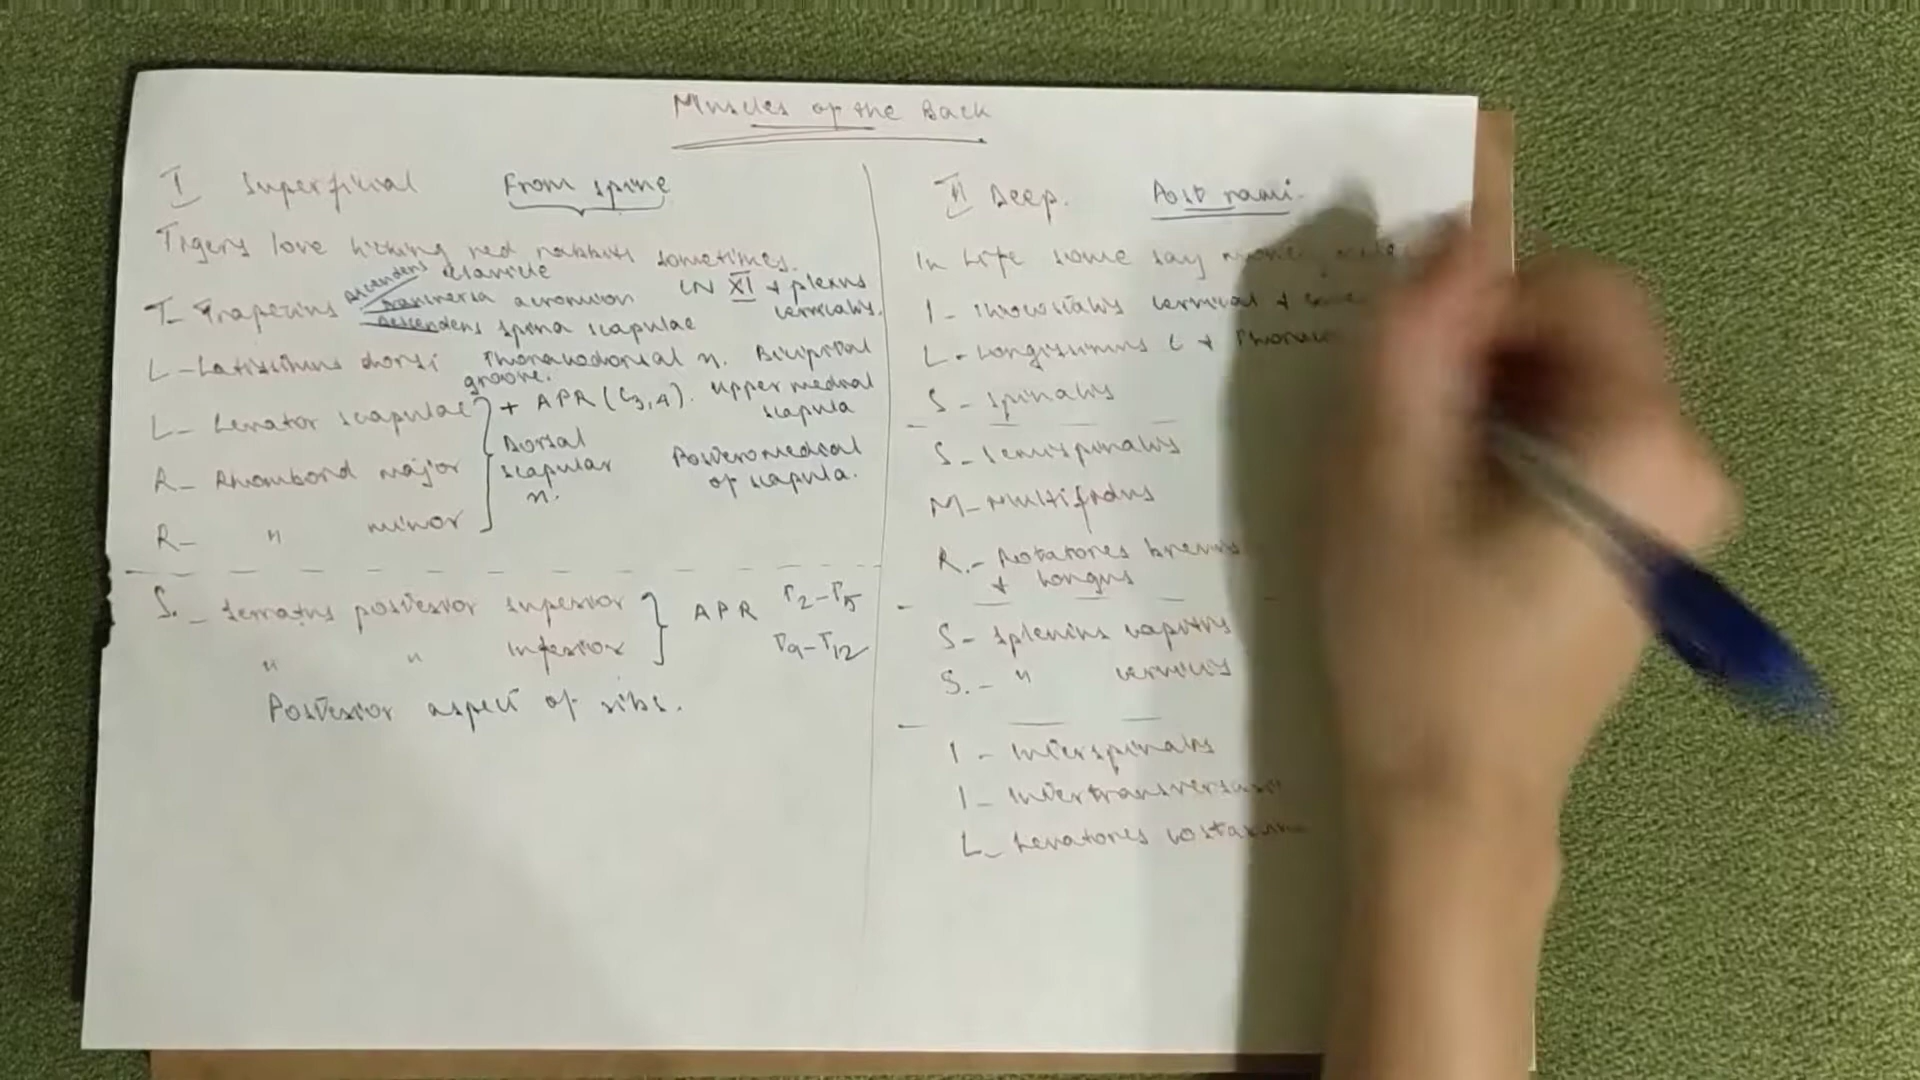 Muscles of the Back
I Superficial From spine
Tigers love kicking red rabbits sometimes.
T- Trapezius ascendens clavicle
transversa acromion CN XI + plexus
descendens spina scapulae cervicalis.
L- Latissimus dorsi Thoracodorsal n. Bicipital
groove.
L- Levator scapulae } + APR (C3,4). upper medial
scapula
R- Rhomboid major Dorsal scapular n. Posteromedial
of scapula.
R- " minor
S.- Serratus posterior superior } APR T2-T5
" " inferior T9-T12
Posterior aspect of ribs.
II Deep. Post rami.
In life some say
I- Iliocostalis cervical +
L- Longissimus C +
S- Spinalis
S- Semispinalis
M- Multifidus
R.- Rotatores brevis
+ longus
S- Splenius capitis
S.- " cervicis
I- Interspinalis
I-
L- Levatores